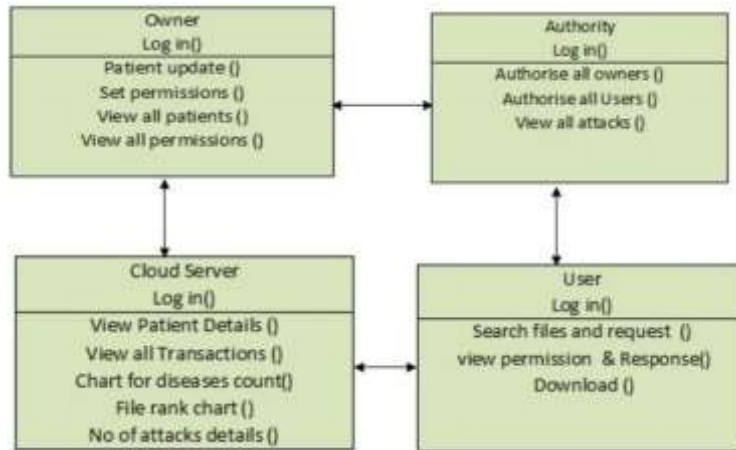 Owner
Log in()
Patient update ()
Set permissions ()
View all patients ()
View all permissions ()
Authority
Log in()
Authorise all owners ()
Authorise all Users ()
View all attacks ()
Cloud Server
Log in()
View Patient Details ()
View all Transactions ()
Chart for diseases count()
File rank chart ()
No of attacks details ()
User
Log in()
Search files and request ()
view permission & Response()
Download ()